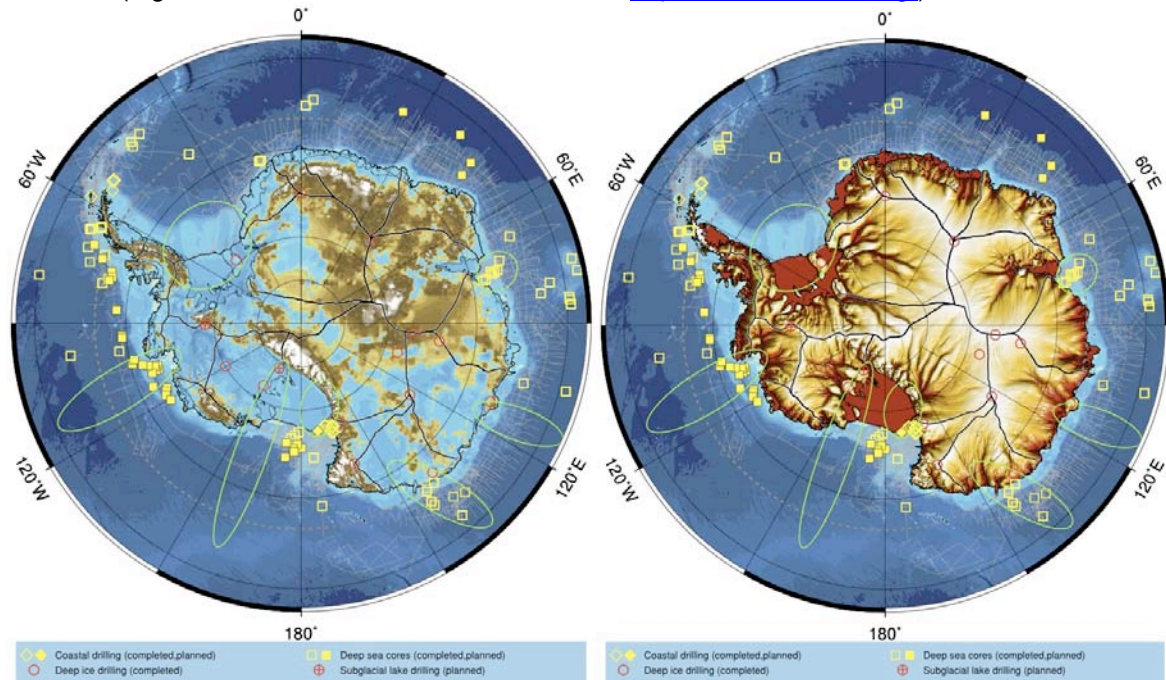 0°
0°
60°W
60°E
60°W
60°E
120°W
120°E
120°W
120°E
180°
180°
Coastal drilling (completed,planned)
Deep sea cores (completed,planned)
Coastal drilling (completed,planned)
Deep sea cores (completed,planned)
Deep ice drilling (completed)
Subglacial lake drilling (planned)
Deep ice drilling (completed)
Subglacial lake drilling (planned)